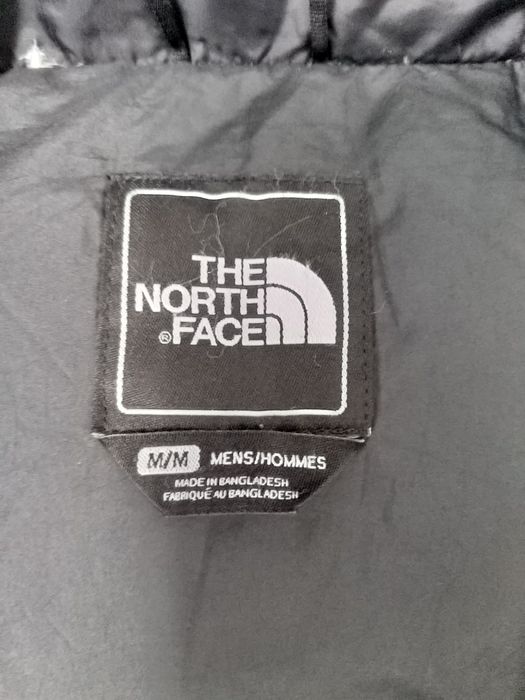 THE
NORTH
® FACE
M/M MENS/HOMMES
MADE IN BANGLADESH
FABRIQUÉ AU BANGLADESH